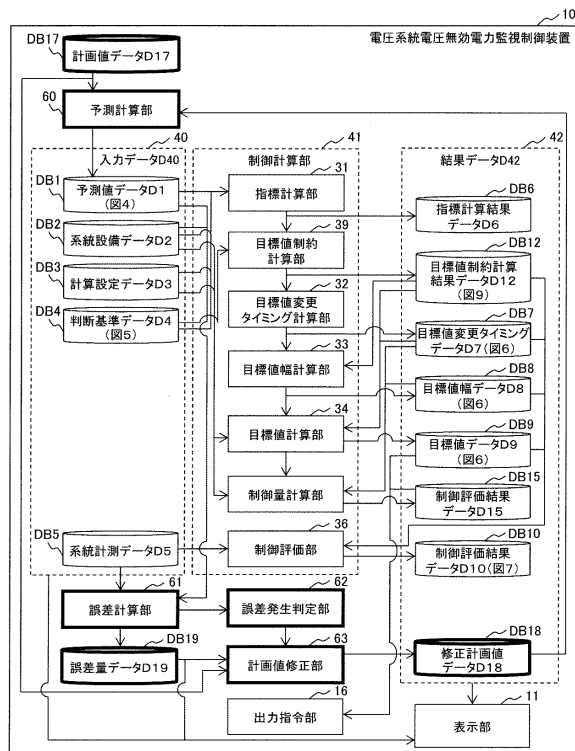 10
電圧系統電圧無効電力監視制御装置
DB17
計画値データD17
60
予測計算部
40
入力データD40
DB1
予測値データD1
(図4)
DB2
系統設備データD2
DB3
計算設定データD3
DB4
判断基準データD4
(図5)
DB5
系統計測データD5
41
制御計算部
31
指標計算部
39
目標値制約
計算部
32
目標値変更
タイミング計算部
33
目標値幅計算部
34
目標値計算部
制御量計算部
36
制御評価部
42
結果データD42
DB6
指標計算結果
データD6
DB12
目標値制約計算
結果データD12
(図9)
DB7
目標値変更タイミング
データD7(図6)
DB8
目標値幅データD8
(図6)
DB9
目標値データD9
(図6)
DB15
制御評価結果
データD15
DB10
制御評価結果
データD10(図7)
61
誤差計算部
62
誤差発生判定部
DB19
誤差量データD19
63
計画値修正部
DB18
修正計画値
データD18
16
出力指令部
11
表示部